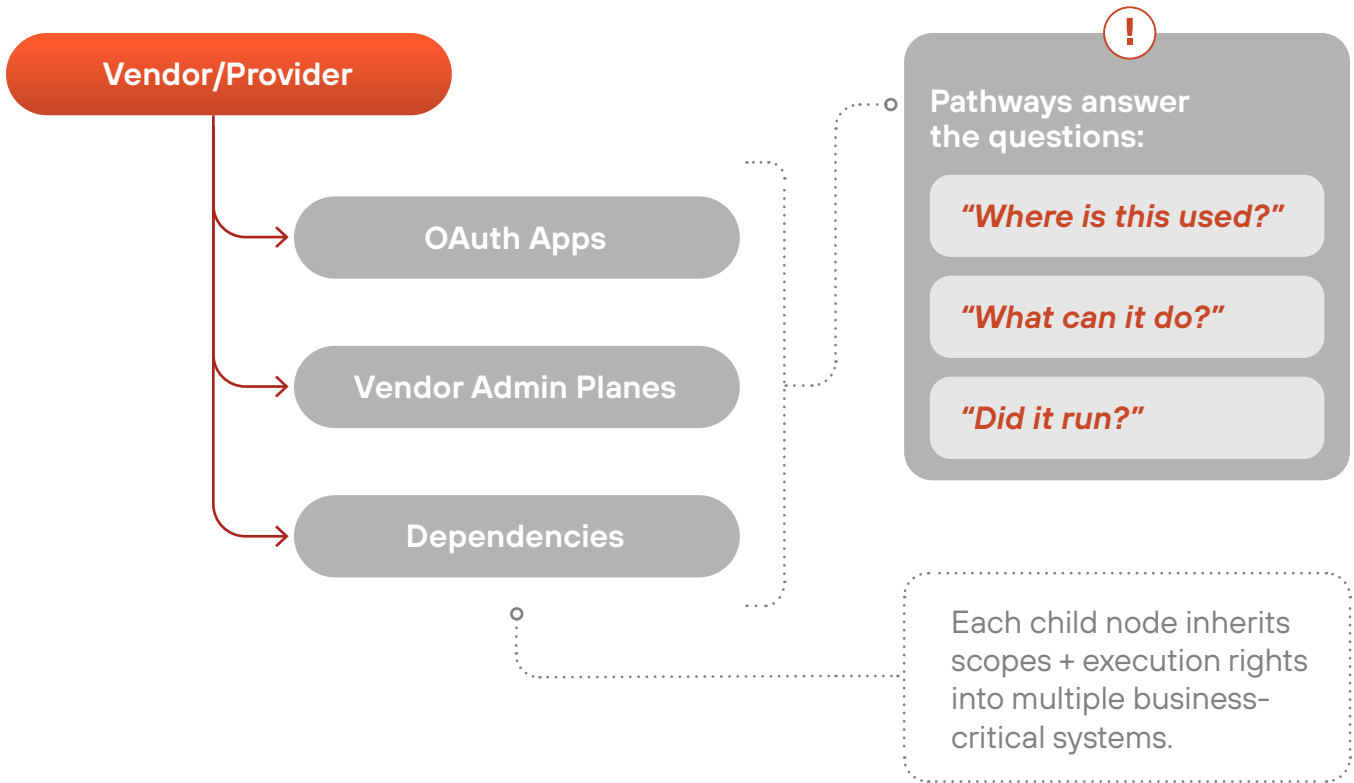 Vendor/Provider
OAuth Apps
Vendor Admin Planes
Dependencies
!
Pathways answer
the questions:
“Where is this used?”
“What can it do?”
“Did it run?”
Each child node inherits
scopes + execution rights
into multiple business-
critical systems.